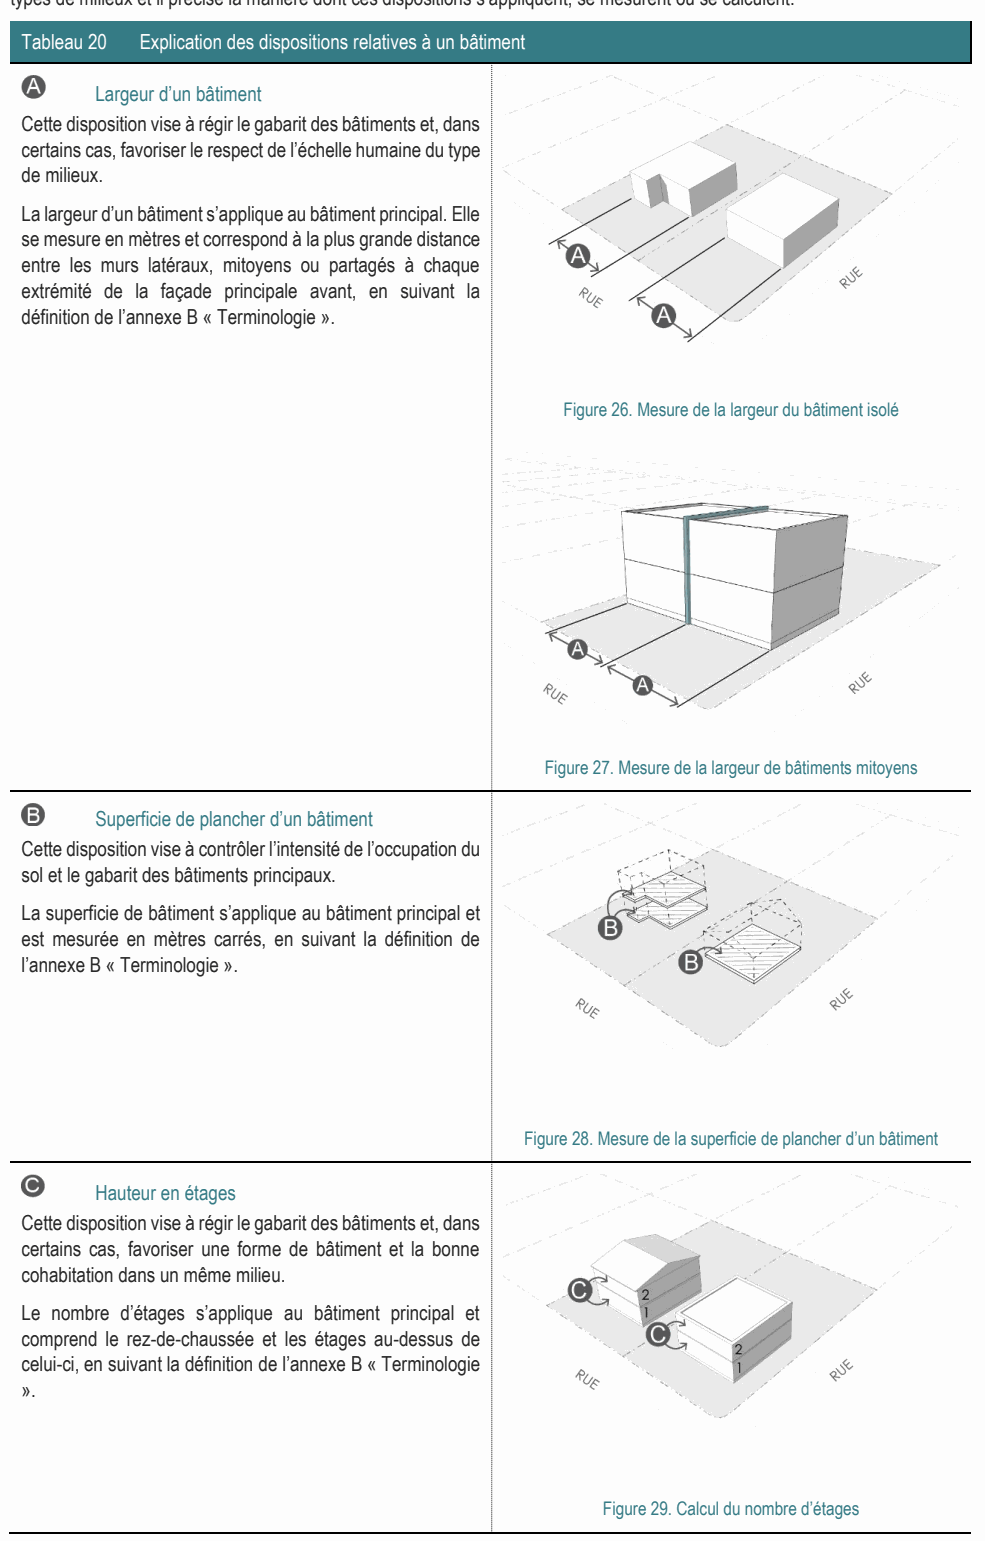 types de milieux et il précise la manière dont ces dispositions s'appliquent, se mesurent ou se calculent.
Tableau 20 Explication des dispositions relatives à un bâtiment
A Largeur d'un bâtiment
Cette disposition vise à régir le gabarit des bâtiments et, dans
certains cas, favoriser le respect de l'échelle humaine du type
de milieux.
La largeur d'un bâtiment s'applique au bâtiment principal. Elle
se mesure en mètres et correspond à la plus grande distance
entre les murs latéraux, mitoyens ou partagés à chaque
extrémité de la façade principale avant, en suivant la
définition de l'annexe B « Terminologie ».
A
A
RUE
RUE
Figure 26. Mesure de la largeur du bâtiment isolé
A
A
RUE
RUE
Figure 27. Mesure de la largeur de bâtiments mitoyens
B Superficie de plancher d'un bâtiment
Cette disposition vise à contrôler l'intensité de l'occupation du
sol et le gabarit des bâtiments principaux.
La superficie de bâtiment s'applique au bâtiment principal et
est mesurée en mètres carrés, en suivant la définition de
l'annexe B « Terminologie ».
B
B
RUE
RUE
Figure 28. Mesure de la superficie de plancher d'un bâtiment
C Hauteur en étages
Cette disposition vise à régir le gabarit des bâtiments et, dans
certains cas, favoriser une forme de bâtiment et la bonne
cohabitation dans un même milieu.
Le nombre d'étages s'applique au bâtiment principal et
comprend le rez-de-chaussée et les étages au-dessus de
celui-ci, en suivant la définition de l'annexe B « Terminologie
».
C
2
1
C
2
1
RUE
RUE
Figure 29. Calcul du nombre d'étages